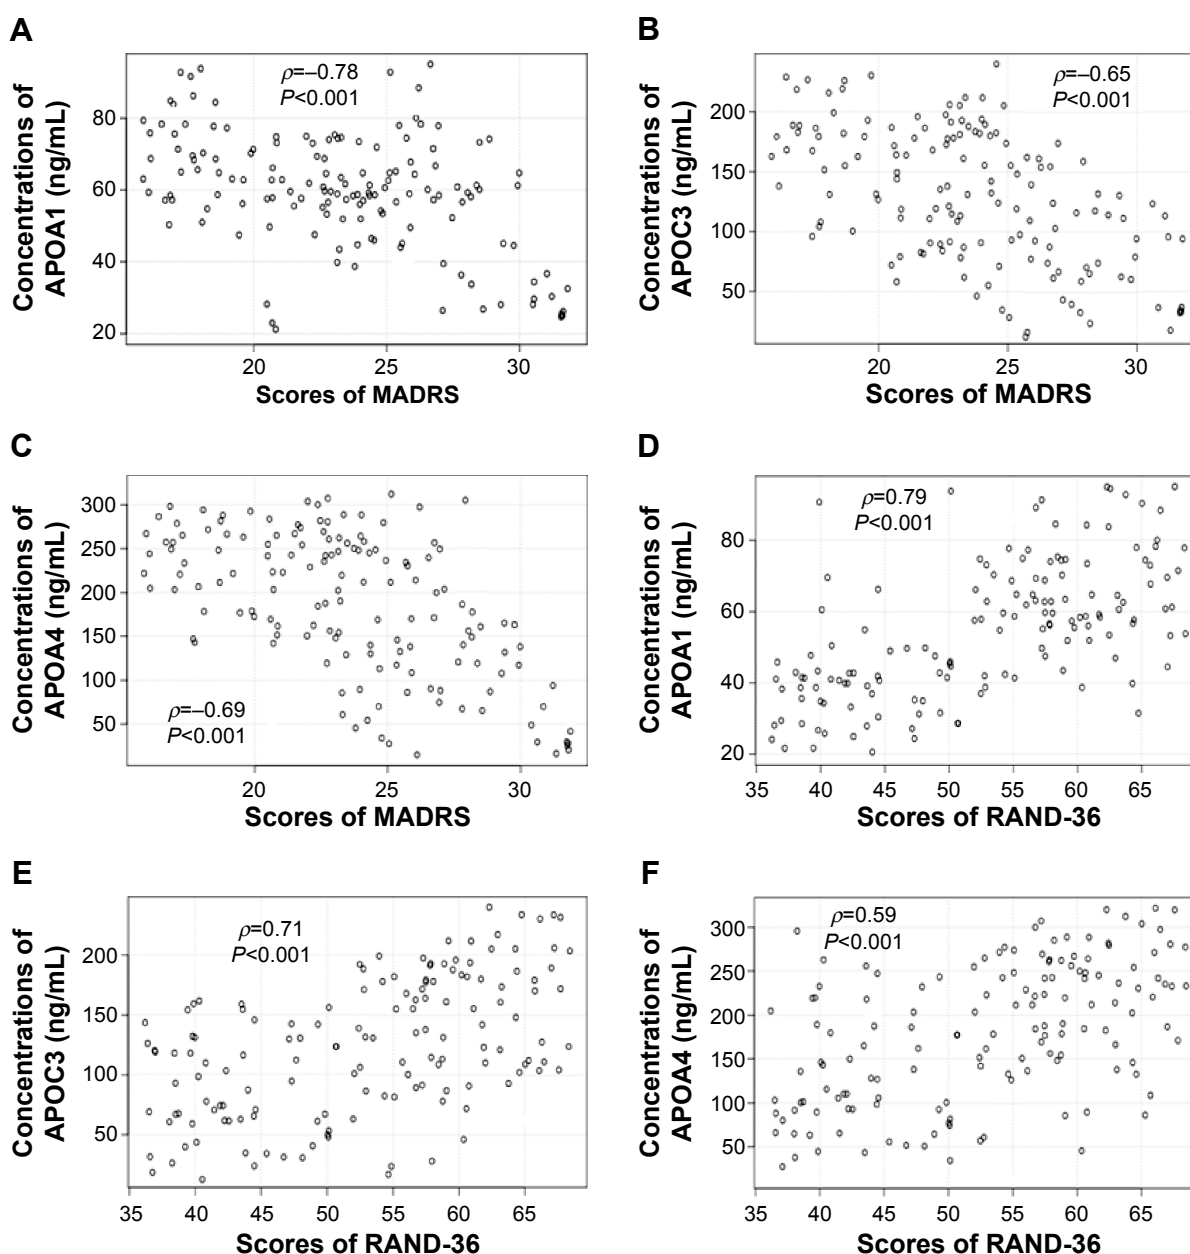 A
Concentrations of
APOA1 (ng/mL)
ρ=–0.78
P<0.001
80
60
40
20
20 25 30
Scores of MADRS
B
Concentrations of
APOC3 (ng/mL)
ρ=–0.65
P<0.001
200
150
100
50
20 25 30
Scores of MADRS
C
Concentrations of
APOA4 (ng/mL)
300
250
200
150
100
50
ρ=–0.69
P<0.001
20 25 30
Scores of MADRS
D
Concentrations of
APOA1 (ng/mL)
ρ=0.79
P<0.001
80
60
40
20
35 40 45 50 55 60 65
Scores of RAND-36
E
Concentrations of
APOC3 (ng/mL)
ρ=0.71
P<0.001
200
150
100
50
35 40 45 50 55 60 65
Scores of RAND-36
F
Concentrations of
APOA4 (ng/mL)
ρ=0.59
P<0.001
300
250
200
150
100
50
35 40 45 50 55 60 65
Scores of RAND-36